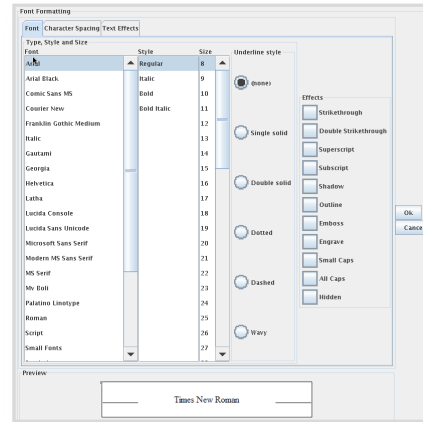 Font Formatting
Font Character Spacing Text Effects
Type, Style and Size
Font Style Size Underline style
Arial Regular 8
Arial Black Italic 9 (none)
Comic Sans MS Bold 10 Effects
Courier New Bold Italic 11 Strikethrough
Franklin Gothic Medium 12 Single solid Double Strikethrough
Italic 13 Superscript
Gautami 14 Subscript
Georgia 15 Shadow
Helvetica 16 Double solid
Latha 17 Outline
Lucida Console 18 Emboss Ok
Lucida Sans Unicode 19 Engrave Cance
Microsoft Sans Serif 20 Dotted
Modern MS Sans Serif 21 Small Caps
MS Serif 22 All Caps
Mv Boli 23 Dashed Hidden
Palatino Linotype 24
Roman 25
Script 26 Wavy
Small Fonts 27
Preview
Times New Roman